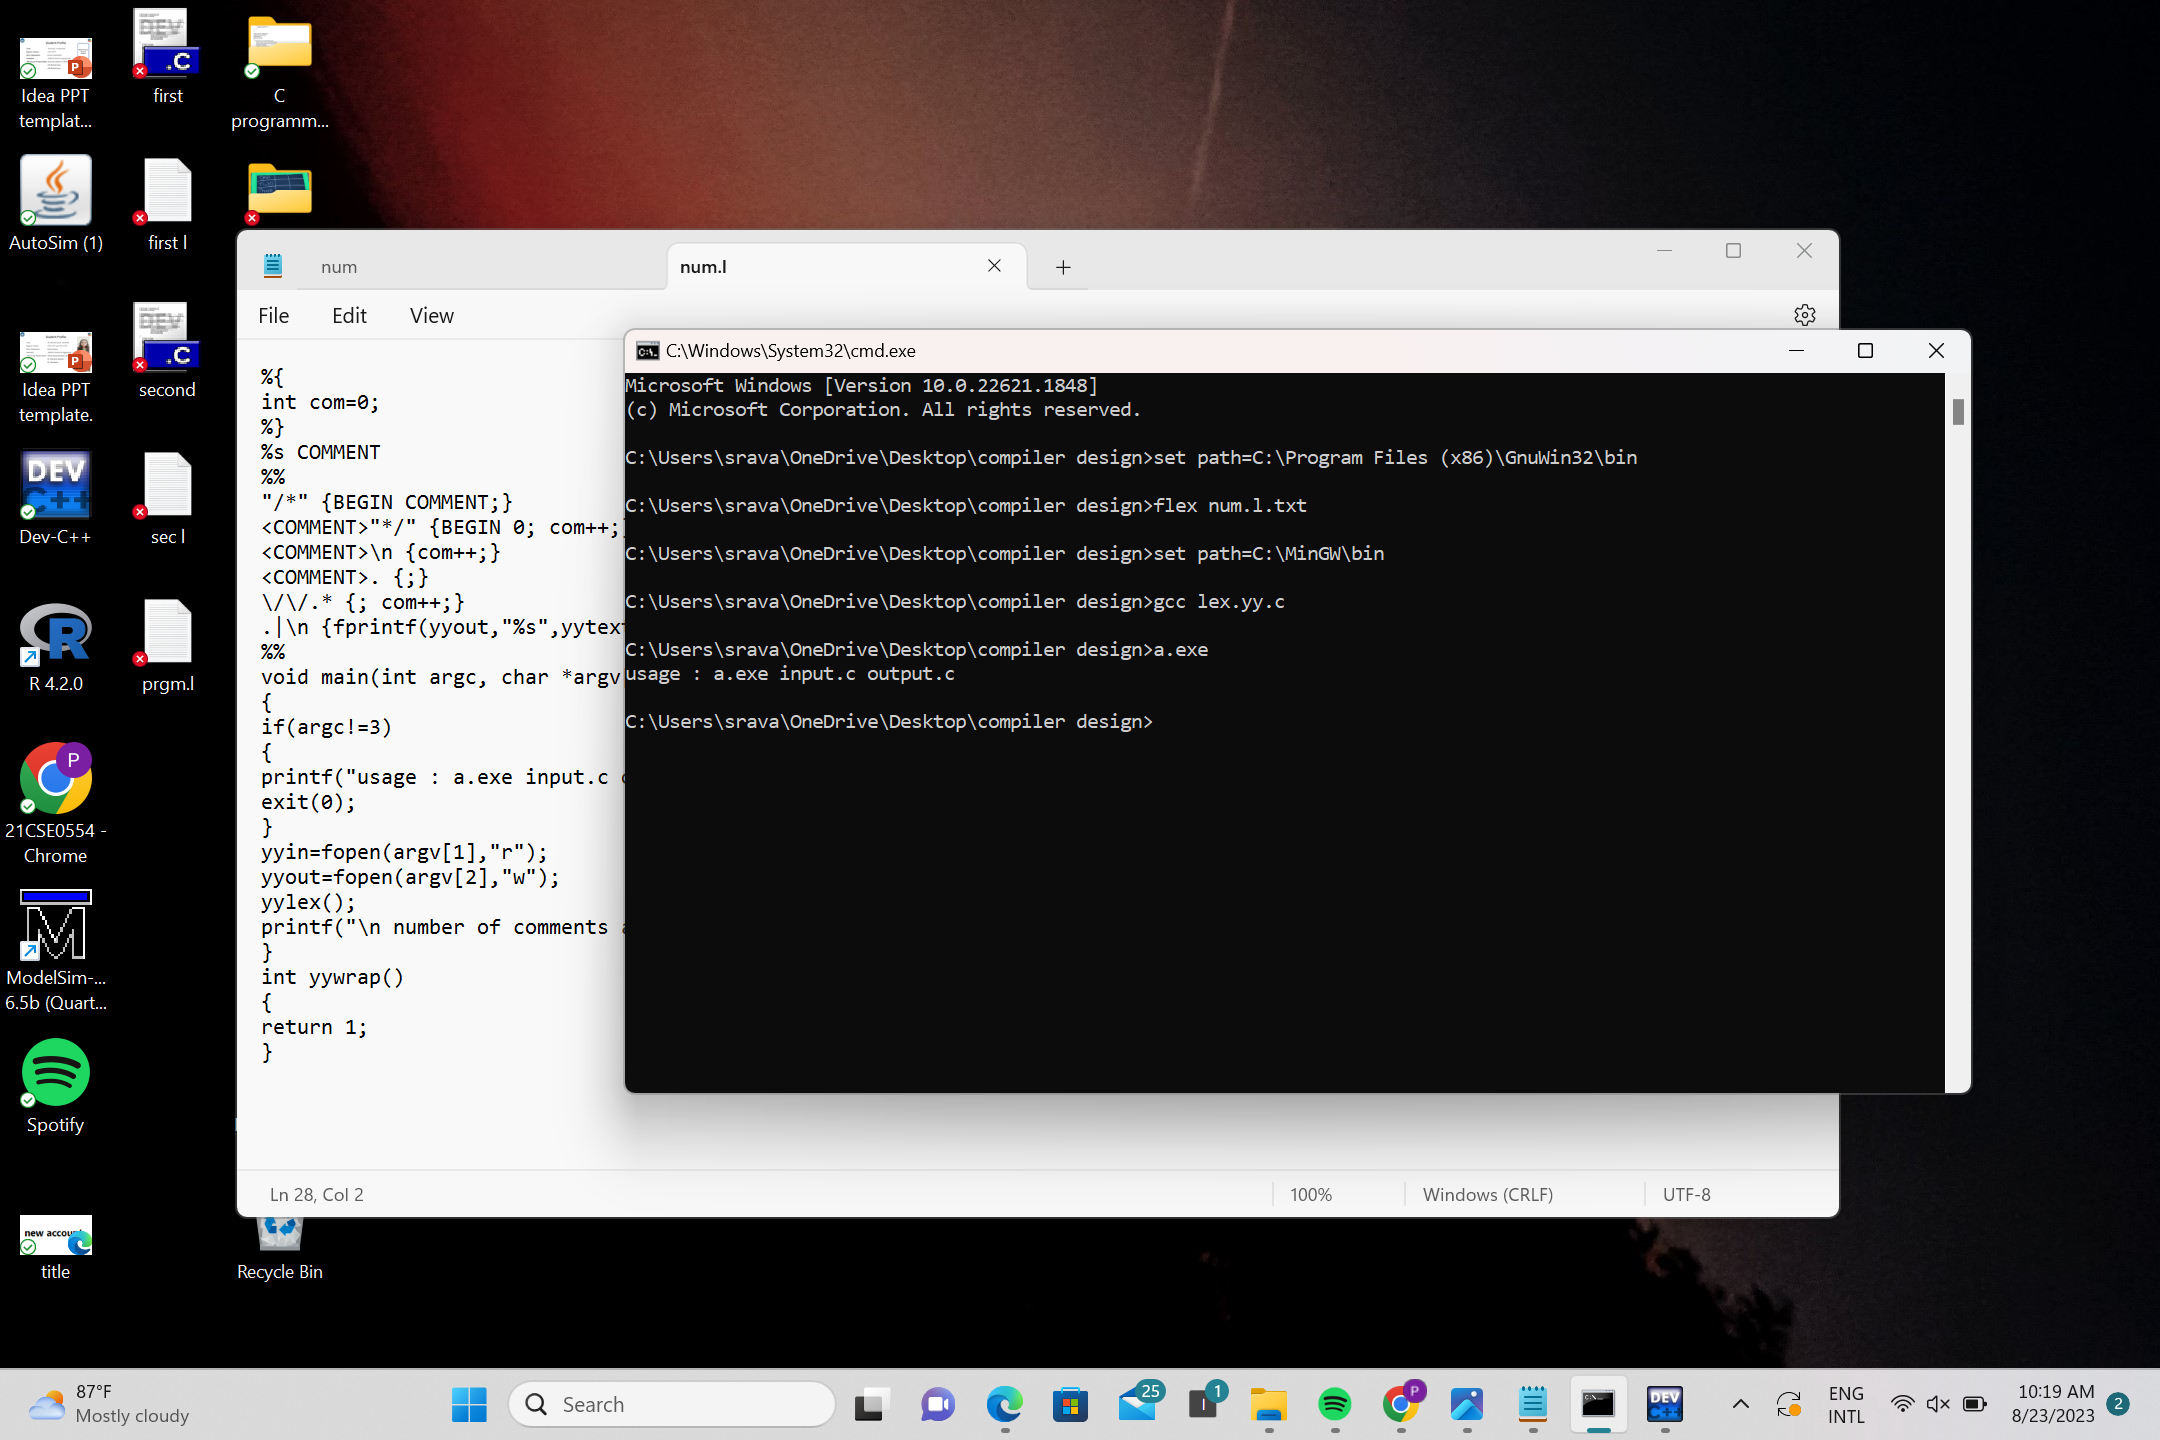 Idea PPT
templat...
first
C
programm...
AutoSim (1)
first l
Idea PPT
template.
second
DEV
C++
Dev-C++
sec l
R 4.2.0
prgm.l
P
21CSE0554 -
Chrome
ModelSim-...
6.5b (Quart...
Spotify
new accou
title
Recycle Bin
num
num.l
File
Edit
View
%{
int com=0;
%}
%s COMMENT
%%
"/*" {BEGIN COMMENT;}
<COMMENT>"*/" {BEGIN 0; com++;
<COMMENT>\n {com++;}
<COMMENT>. {;}
\/\/.* {; com++;}
.|\n {fprintf(yyout,"%s",yytext
%%
void main(int argc, char *argv
{
if(argc!=3)
{
printf("usage : a.exe input.c
exit(0);
}
yyin=fopen(argv[1],"r");
yyout=fopen(argv[2],"w");
yylex();
printf("\n number of comments
}
int yywrap()
{
return 1;
}
Ln 28, Col 2
100%
Windows (CRLF)
UTF-8
C:\Windows\System32\cmd.exe
Microsoft Windows [Version 10.0.22621.1848]
(c) Microsoft Corporation. All rights reserved.
C:\Users\srava\OneDrive\Desktop\compiler design>set path=C:\Program Files (x86)\GnuWin32\bin
C:\Users\srava\OneDrive\Desktop\compiler design>flex num.l.txt
C:\Users\srava\OneDrive\Desktop\compiler design>set path=C:\MinGW\bin
C:\Users\srava\OneDrive\Desktop\compiler design>gcc lex.yy.c
C:\Users\srava\OneDrive\Desktop\compiler design>a.exe
usage : a.exe input.c output.c
C:\Users\srava\OneDrive\Desktop\compiler design>
87°F
Mostly cloudy
Search
25
1
P
DEV
C++
ENG
INTL
10:19 AM
8/23/2023
2